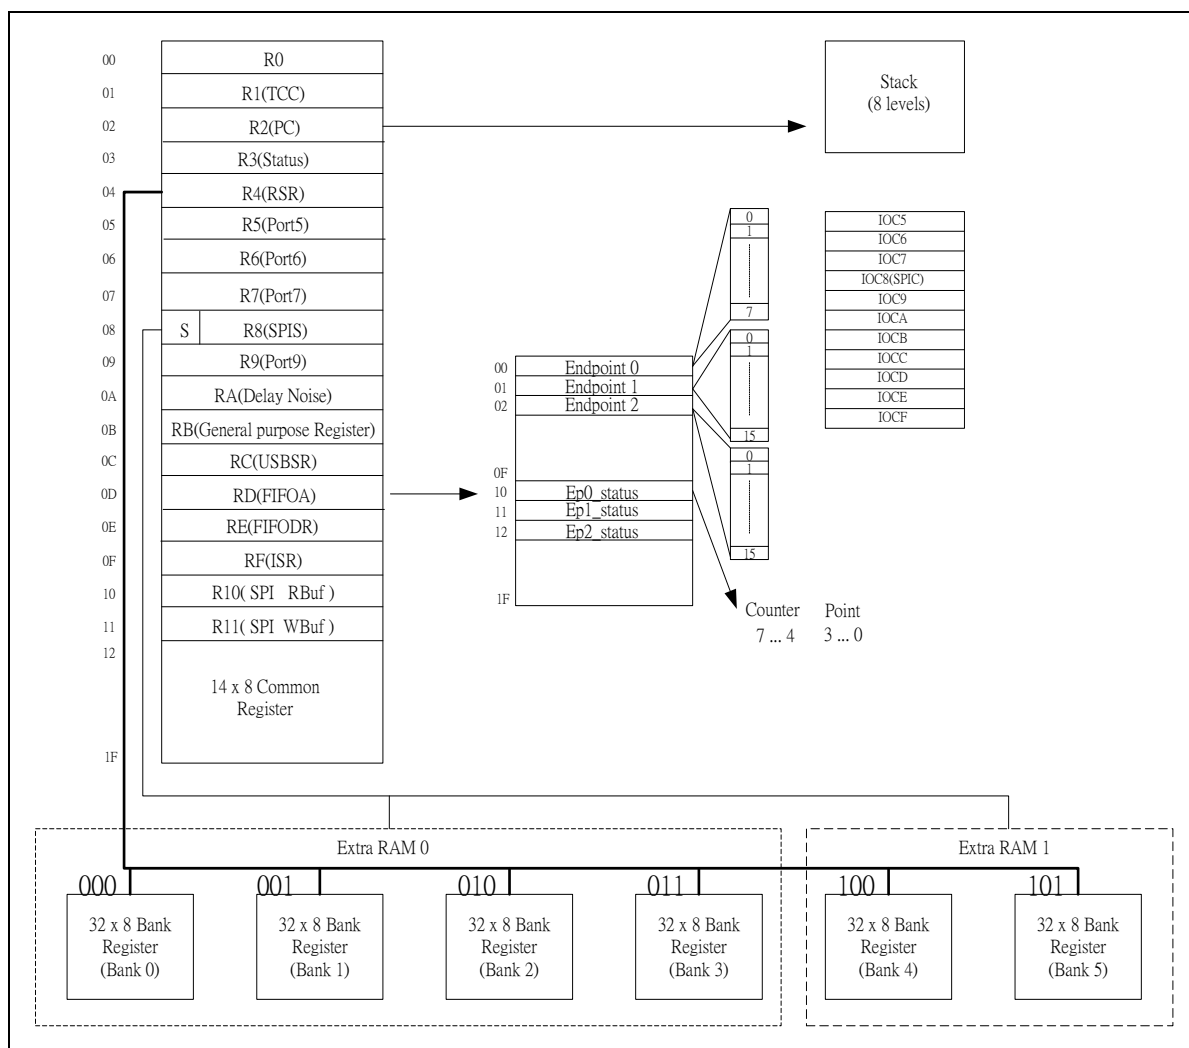 00 R0
01 R1(TCC)
02 R2(PC)
03 R3(Status)
04 R4(RSR)
05 R5(Port5)
06 R6(Port6)
07 R7(Port7)
08 S R8(SPIS)
09 R9(Port9)
0A RA(Delay Noise)
0B RB(General purpose Register)
0C RC(USBSR)
0D RD(FIFOA)
0E RE(FIFODR)
0F RF(ISR)
10 R10( SPI RBuf )
11 R11( SPI WBuf )
12
14 x 8 Common
Register
1F
Stack
(8 levels)
00 Endpoint 0
01 Endpoint 1
02 Endpoint 2
0F
10 Ep0_status
11 Ep1_status
12 Ep2_status
1F
0
1
7
0
1
15
0
1
15
Counter Point
7 ... 4 3 ... 0
IOC5
IOC6
IOC7
IOC8(SPIC)
IOC9
IOCA
IOCB
IOCC
IOCD
IOCE
IOCF
Extra RAM 0
000
32 x 8 Bank
Register
(Bank 0)
001
32 x 8 Bank
Register
(Bank 1)
010
32 x 8 Bank
Register
(Bank 2)
011
32 x 8 Bank
Register
(Bank 3)
Extra RAM 1
100
32 x 8 Bank
Register
(Bank 4)
101
32 x 8 Bank
Register
(Bank 5)